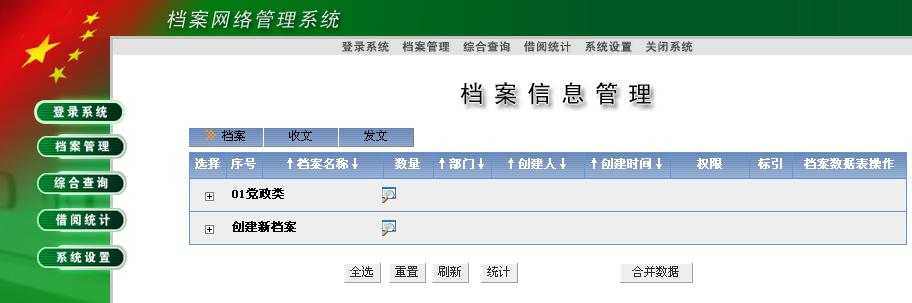 档案网络管理系统
登录系统 档案管理 综合查询 借阅统计 系统设置 关闭系统
档案信息管理
登录系统
档案管理
综合查询
借阅统计
系统设置
档案 收文 发文
选择 序号 ↑档案名称↓ 数量 ↑部门↓ ↑创建人↓ ↑创建时间↓ 权限 标引 档案数据表操作
01党政类
创建新档案
全选 重置 刷新 统计 合并数据